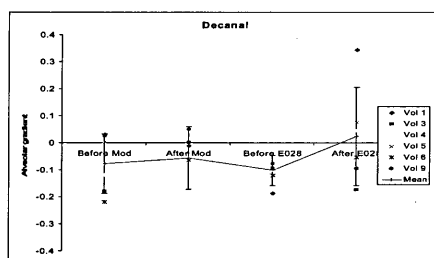 Decanal
0.4
0.3
0.2
0.1
0
-0.1
-0.2
-0.3
-0.4
Alveolar gradient
Before Mod
After Mod
Before E028
After E028
Vol 1
Vol 3
Vol 4
Vol 5
Vol 6
Vol 9
Mean